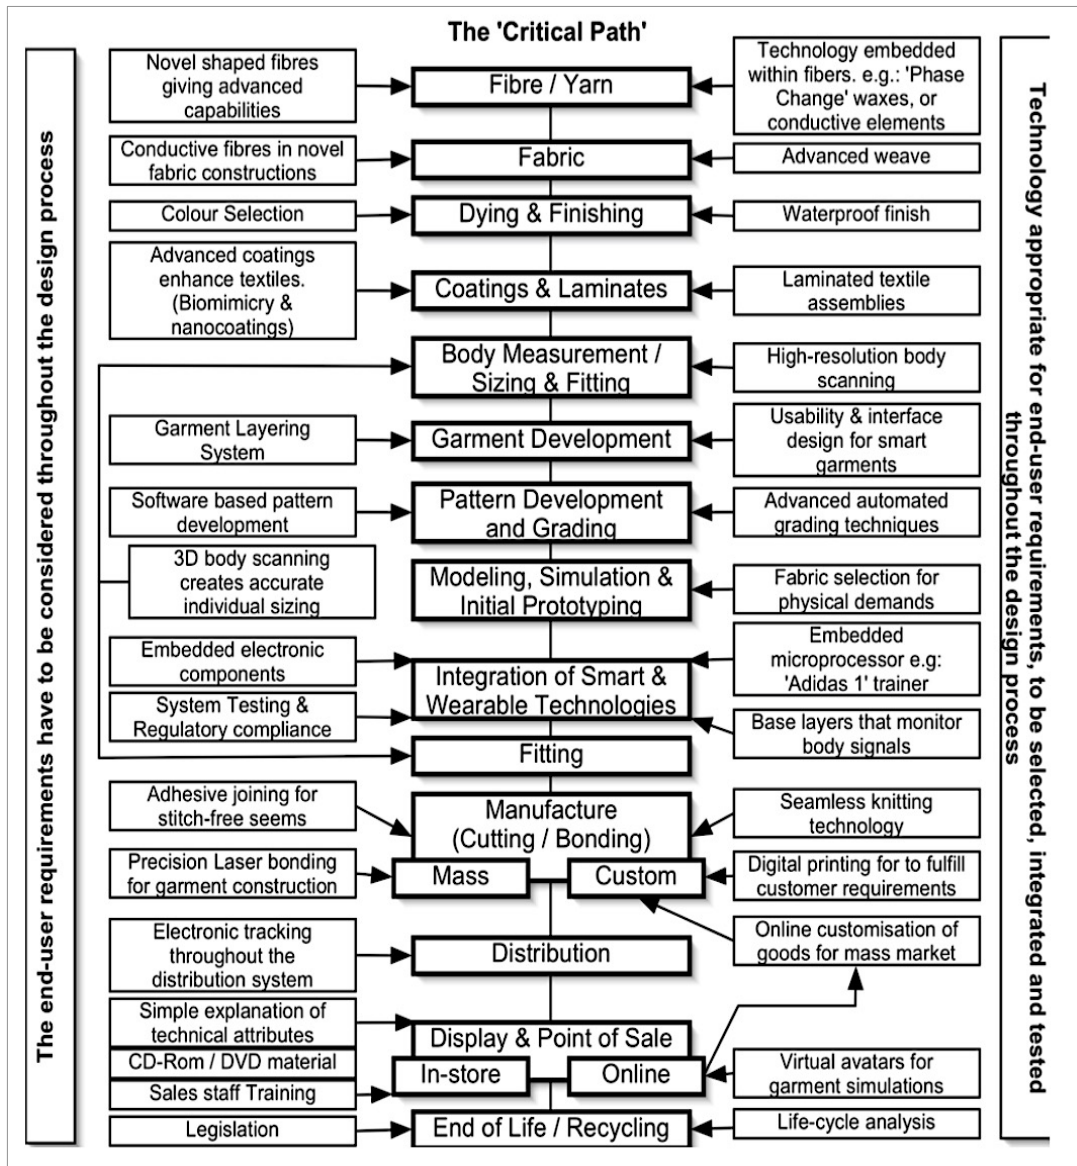 The 'Critical Path'
The end-user requirements have to be considered throughout the design process
Novel shaped fibres
giving advanced
capabilities
Fibre / Yarn
Technology embedded
within fibers. e.g.: 'Phase
Change' waxes, or
conductive elements
Conductive fibres in novel
fabric constructions
Fabric
Advanced weave
Colour Selection
Dying & Finishing
Waterproof finish
Advanced coatings
enhance textiles.
(Biomimicry &
nanocoatings)
Coatings & Laminates
Laminated textile
assemblies
Body Measurement /
Sizing & Fitting
High-resolution body
scanning
Garment Layering
System
Garment Development
Usability & interface
design for smart
garments
Software based pattern
development
Pattern Development
and Grading
Advanced automated
grading techniques
3D body scanning
creates accurate
individual sizing
Modeling, Simulation &
Initial Prototyping
Fabric selection for
physical demands
Embedded electronic
components
System Testing &
Regulatory compliance
Integration of Smart &
Wearable Technologies
Embedded
microprocessor e.g:
'Adidas 1' trainer
Base layers that monitor
body signals
Fitting
Adhesive joining for
stitch-free seems
Manufacture
(Cutting / Bonding)
Seamless knitting
technology
Precision Laser bonding
for garment construction
Mass
Custom
Digital printing for to fulfill
customer requirements
Online customisation of
goods for mass market
Electronic tracking
throughout the
distribution system
Distribution
Simple explanation of
technical attributes
CD-Rom / DVD material
Sales staff Training
Display & Point of Sale
In-store
Online
Virtual avatars for
garment simulations
Legislation
End of Life / Recycling
Life-cycle analysis
Technology appropriate for end-user requirements, to be selected, integrated and tested
throughout the design process